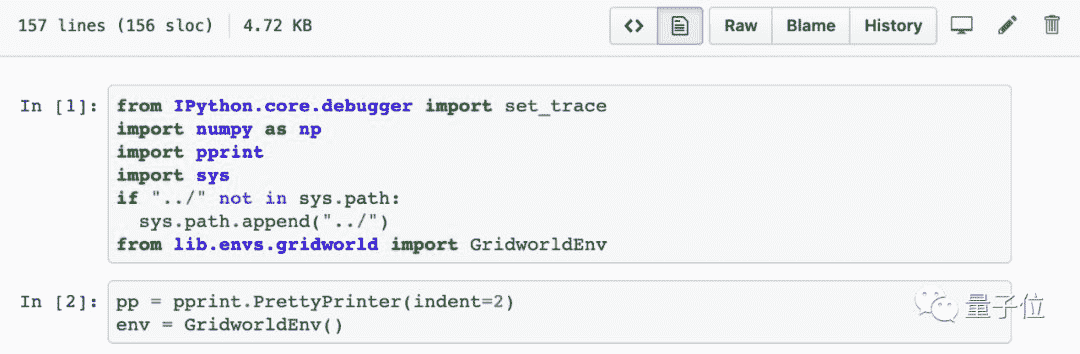 157 lines (156 sloc) 4.72 KB <> Raw Blame History
In [1]: from IPython.core.debugger import set_trace
import numpy as np
import pprint
import sys
if "../" not in sys.path:
  sys.path.append("../")
from lib.envs.gridworld import GridworldEnv
In [2]: pp = pprint.PrettyPrinter(indent=2)
env = GridworldEnv()
量子位